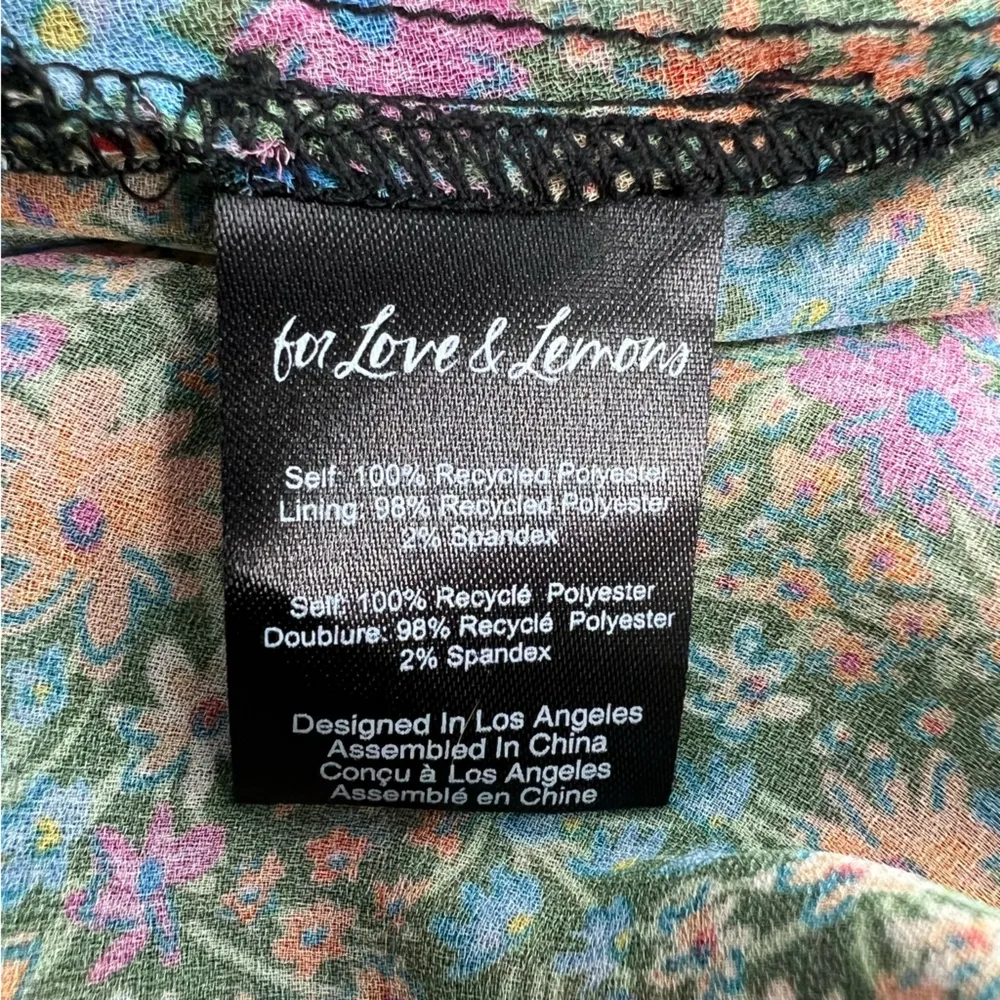 for Love & Lemons
Self: 100% Recycled Polyester
Lining: 98% Recycled Polyester
2% Spandex
Self: 100% Recyclé Polyester
Doublure: 98% Recyclé Polyester
2% Spandex
Designed In Los Angeles
Assembled In China
Conçu à Los Angeles
Assemblé en Chine